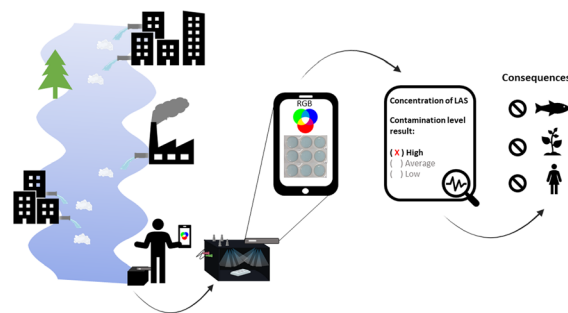 RGB
Concentration of LAS
Contamination level
result:
( X ) High
( ) Average
( ) Low
Consequences